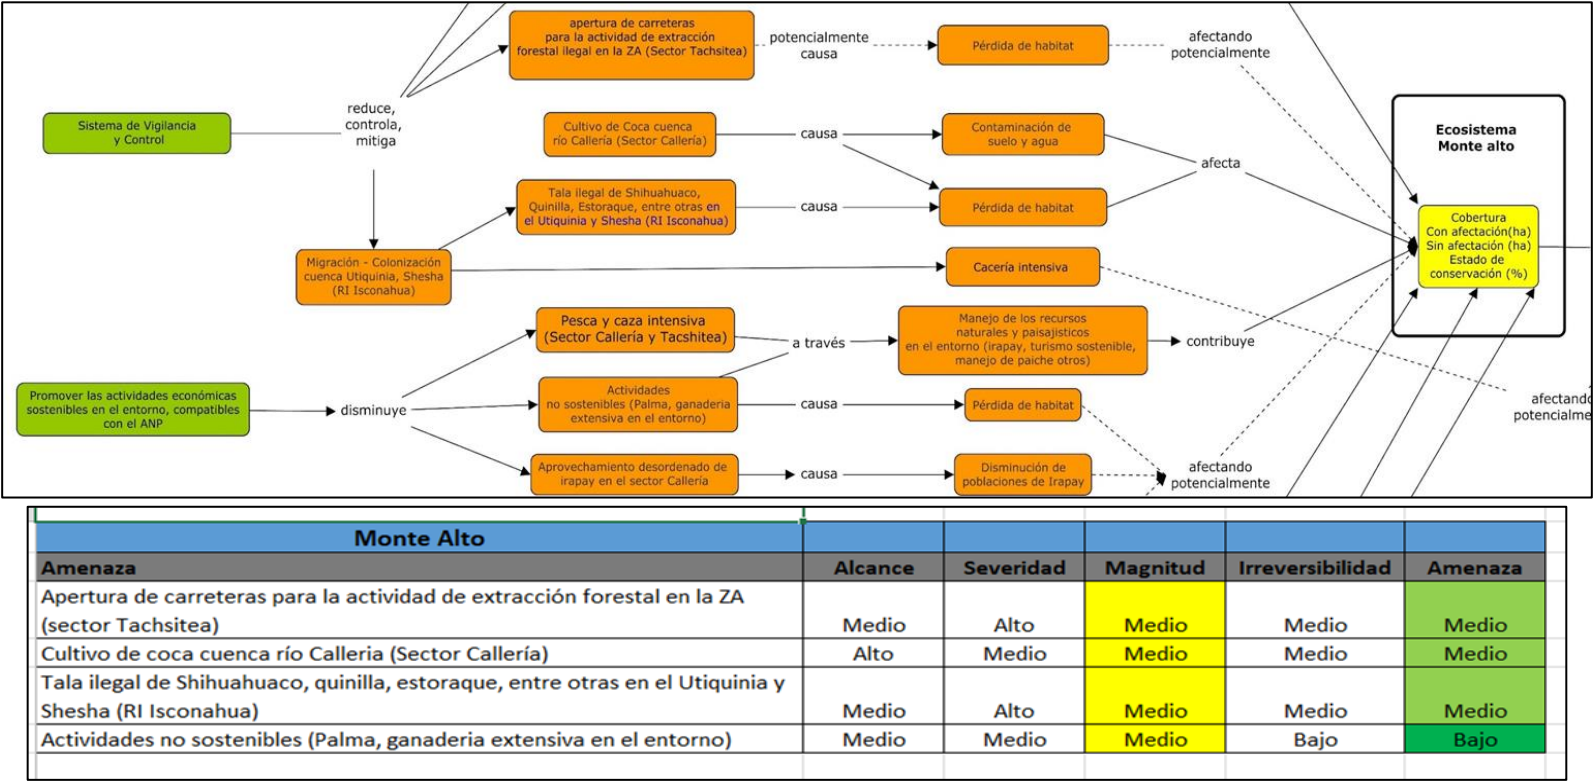 apertura de carreteras
para la actividad de extracción
forestal ilegal en la ZA (Sector Tachsitea)
potencialmente
causa
Pérdida de habitat
afectando
potencialmente
Sistema de Vigilancia
y Control
reduce,
controla,
mitiga
Cultivo de Coca cuenca
río Callería (Sector Callería)
causa
Contaminación de
suelo y agua
afecta
Ecosistema
Monte alto
Tala ilegal de Shihuahuaco,
Quinilla, Estoraque, entre otras en
el Utiquinia y Shesha (RI Isconahua)
causa
Pérdida de habitat
Cobertura
Con afectación(ha)
Sin afectación (ha)
Estado de
conservación (%)
Migración - Colonización
cuenca Utiquinia, Shesha
(RI Isconahua)
Cacería intensiva
Pesca y caza intensiva
(Sector Callería y Tacshitea)
a través
Manejo de los recursos
naturales y paisajisticos
en el entorno (irapay, turismo sostenible,
manejo de paiche otros)
contribuye
Promover las actividades económicas
sostenibles en el entorno, compatibles
con el ANP
disminuye
Actividades
no sostenibles (Palma, ganaderia
extensiva en el entorno)
causa
Pérdida de habitat
afectand
potencialme
Aprovechamiento desordenado de
irapay en el sector Callería
causa
Disminución de
poblaciones de Irapay
afectando
potencialmente
Monte Alto
Amenaza Alcance Severidad Magnitud Irreversibilidad Amenaza
Apertura de carreteras para la actividad de extracción forestal en la ZA
(sector Tachsitea) Medio Alto Medio Medio Medio
Cultivo de coca cuenca río Calleria (Sector Callería) Alto Medio Medio Medio Medio
Tala ilegal de Shihuahuaco, quinilla, estoraque, entre otras en el Utiquinia y
Shesha (RI Isconahua) Medio Alto Medio Medio Medio
Actividades no sostenibles (Palma, ganaderia extensiva en el entorno) Medio Medio Medio Bajo Bajo